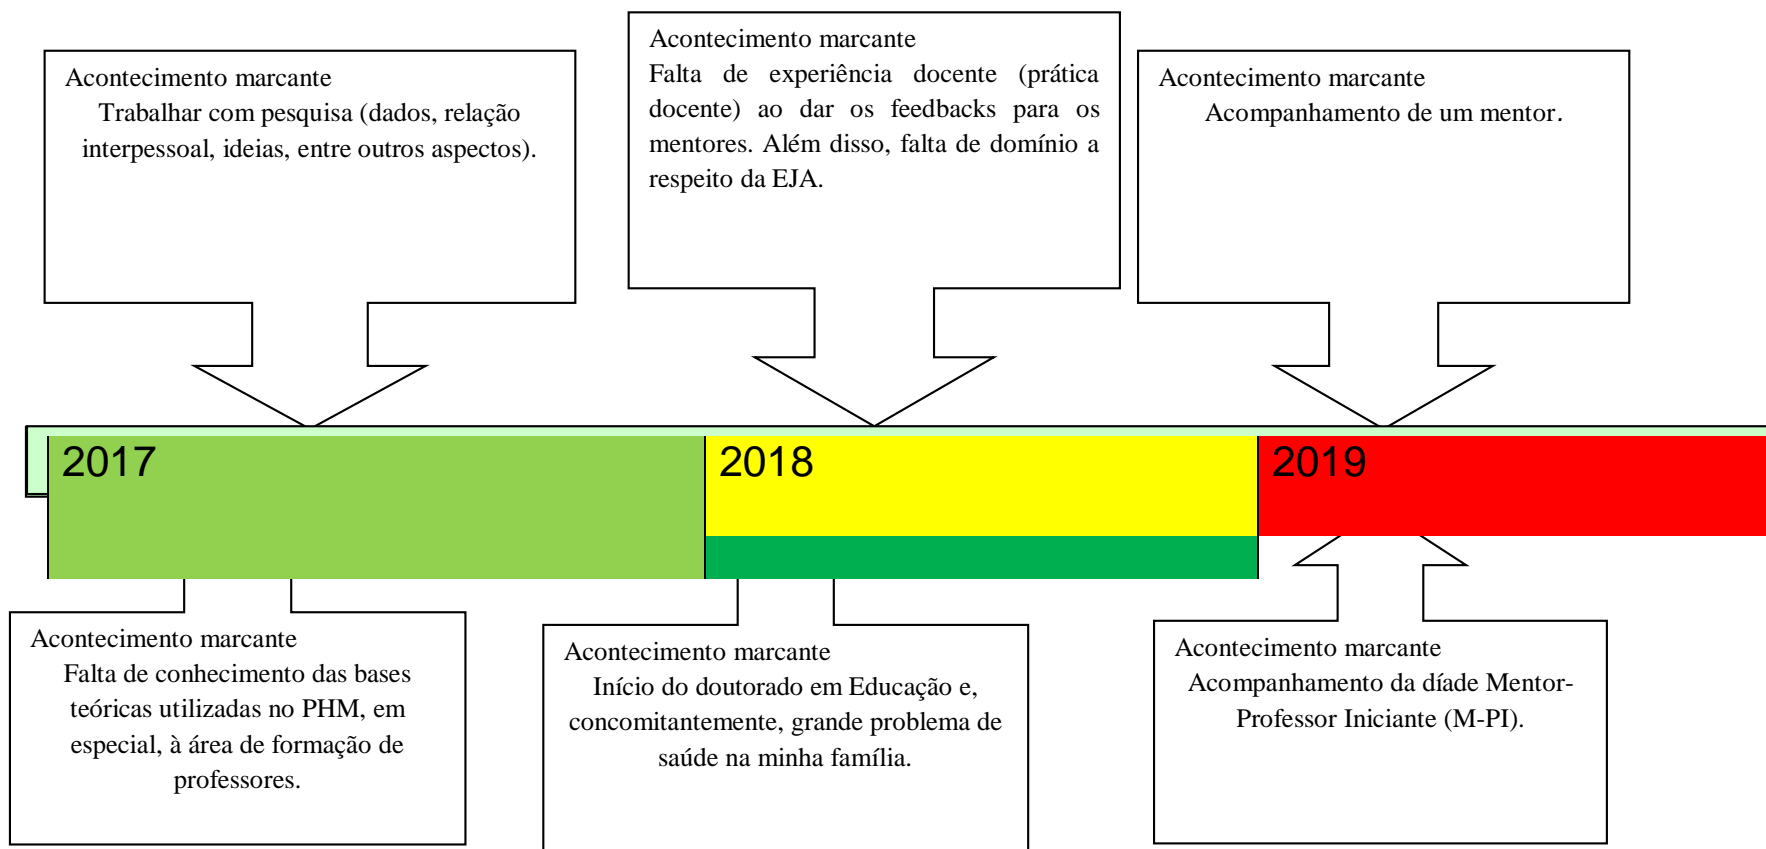 Acontecimento marcante
Trabalhar com pesquisa (dados, relação
interpessoal, ideias, entre outros aspectos).
Acontecimento marcante
Falta de experiência docente (prática
docente) ao dar os feedbacks para os
mentores. Além disso, falta de domínio a
respeito da EJA.
Acontecimento marcante
Acompanhamento de um mentor.
2017
2018
2019
Acontecimento marcante
Falta de conhecimento das bases
teóricas utilizadas no PHM, em
especial, à área de formação de
professores.
Acontecimento marcante
Início do doutorado em Educação e,
concomitantemente, grande problema de
saúde na minha família.
Acontecimento marcante
Acompanhamento da díade Mentor-
Professor Iniciante (M-PI).